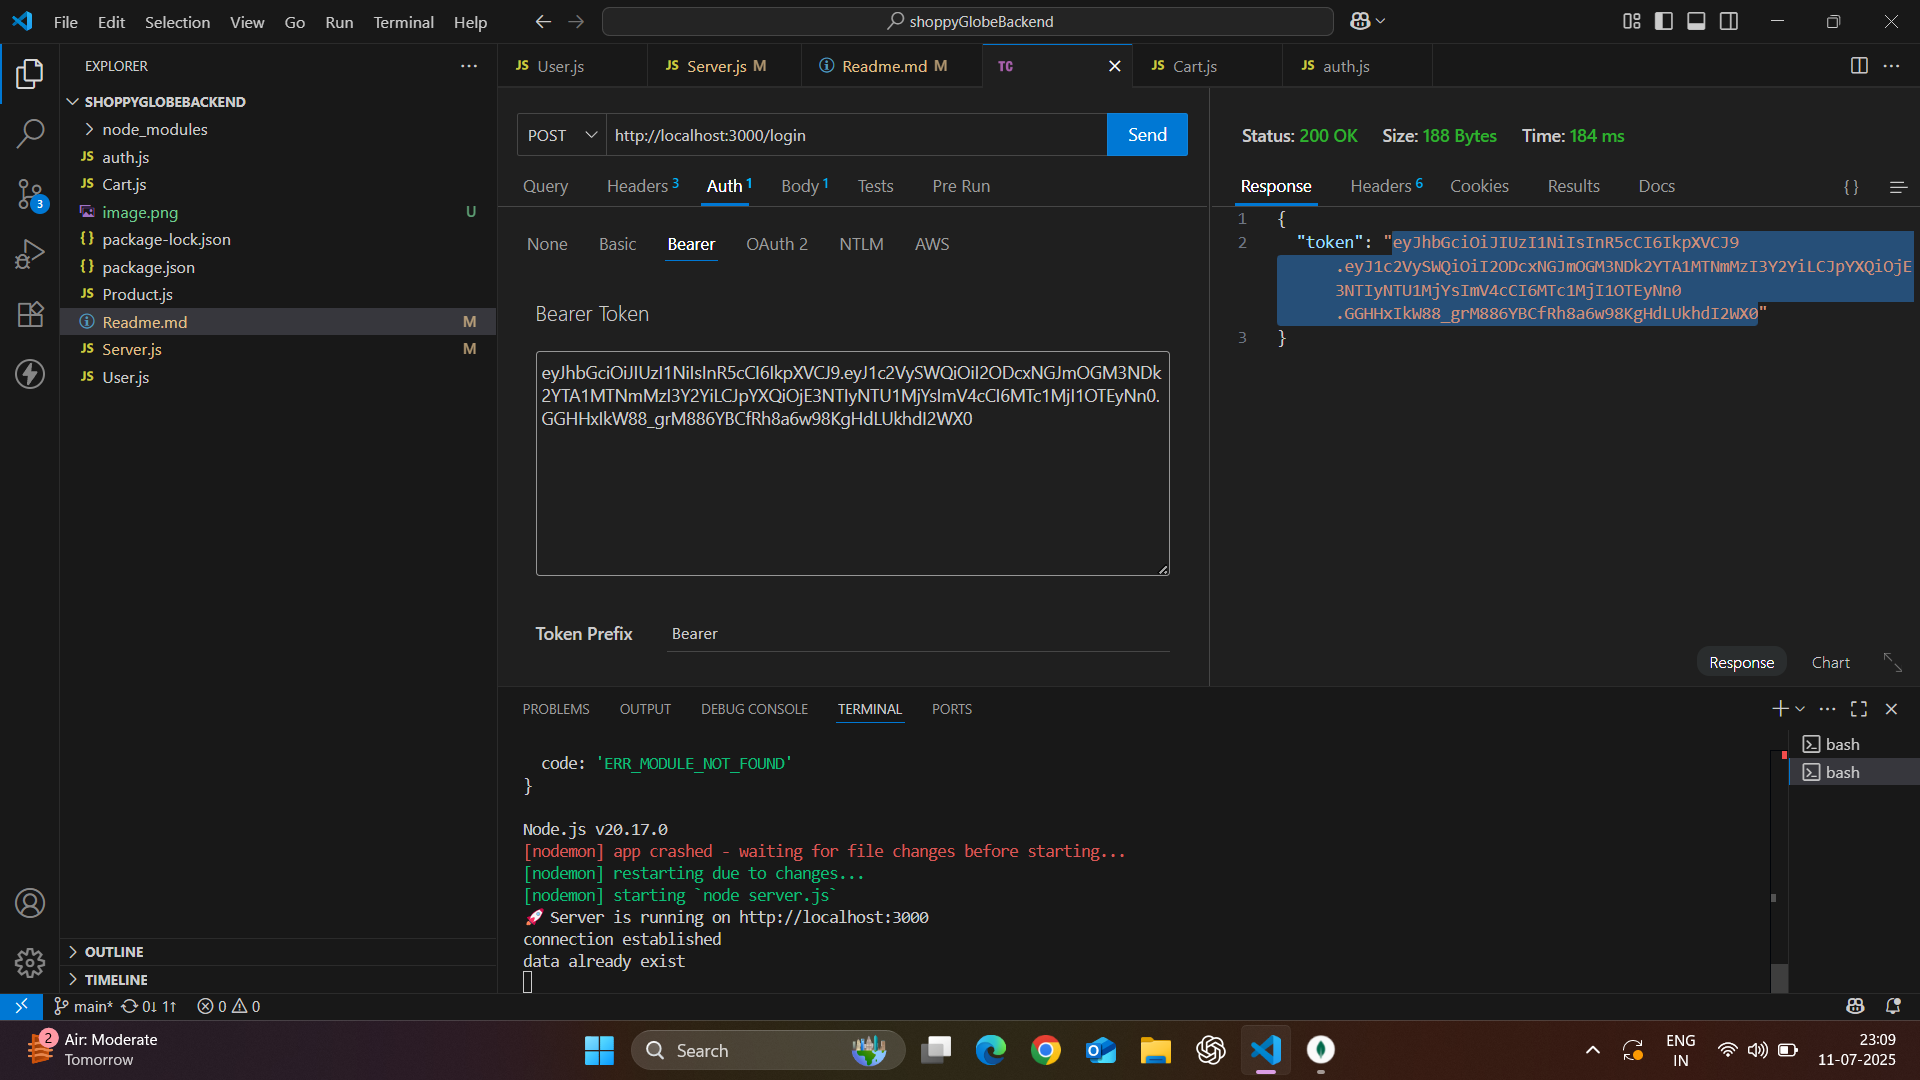 File Edit Selection View Go Run Terminal Help
shoppyGlobeBackend
EXPLORER
SHOPPYGLOBEBACKEND
node_modules
JS auth.js
JS Cart.js
image.png U
{} package-lock.json
{} package.json
JS Product.js
Readme.md M
JS Server.js M
JS User.js
OUTLINE
TIMELINE
3
JS User.js
JS Server.js M
Readme.md M
TC
JS Cart.js
JS auth.js
POST http://localhost:3000/login Send
Query Headers 3 Auth 1 Body 1 Tests Pre Run
None Basic Bearer OAuth 2 NTLM AWS
Bearer Token
eyJhbGciOiJIUzI1NiIsInR5cCI6IkpXVCJ9.eyJ1c2VySWQiOiI2ODcxNGJmOGM3NDk
2YTA1MTNmMzI3Y2YiLCJpYXQiOjE3NTIyNTU1MjYsImV4cCI6MTc1MjI1OTEyNn0.
GGHHxIkW88_grM886YBCfRh8a6w98KgHdLUkhdI2WX0
Token Prefix Bearer
Status: 200 OK Size: 188 Bytes Time: 184 ms
Response Headers 6 Cookies Results Docs {}
1 {
2 "token": "eyJhbGciOiJIUzI1NiIsInR5cCI6IkpXVCJ9
.eyJ1c2VySWQiOiI2ODcxNGJmOGM3NDk2YTA1MTNmMzI3Y2YiLCJpYXQiOjE
3NTIyNTU1MjYsImV4cCI6MTc1MjI1OTEyNn0
.GGHHxIkW88_grM886YBCfRh8a6w98KgHdLUkhdI2WX0"
3 }
Response Chart
PROBLEMS OUTPUT DEBUG CONSOLE TERMINAL PORTS
code: 'ERR_MODULE_NOT_FOUND'
}
Node.js v20.17.0
[nodemon] app crashed - waiting for file changes before starting...
[nodemon] restarting due to changes...
[nodemon] starting `node server.js`
🚀 Server is running on http://localhost:3000
connection established
data already exist
bash
bash
main* 0↓ 1↑ 0 0
2
Air: Moderate
Tomorrow
Search
ENG
IN
23:09
11-07-2025